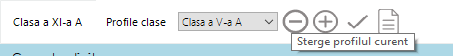 Clasa a XI-a A Profile clase Clasa a V-a A
Sterge profilul curent